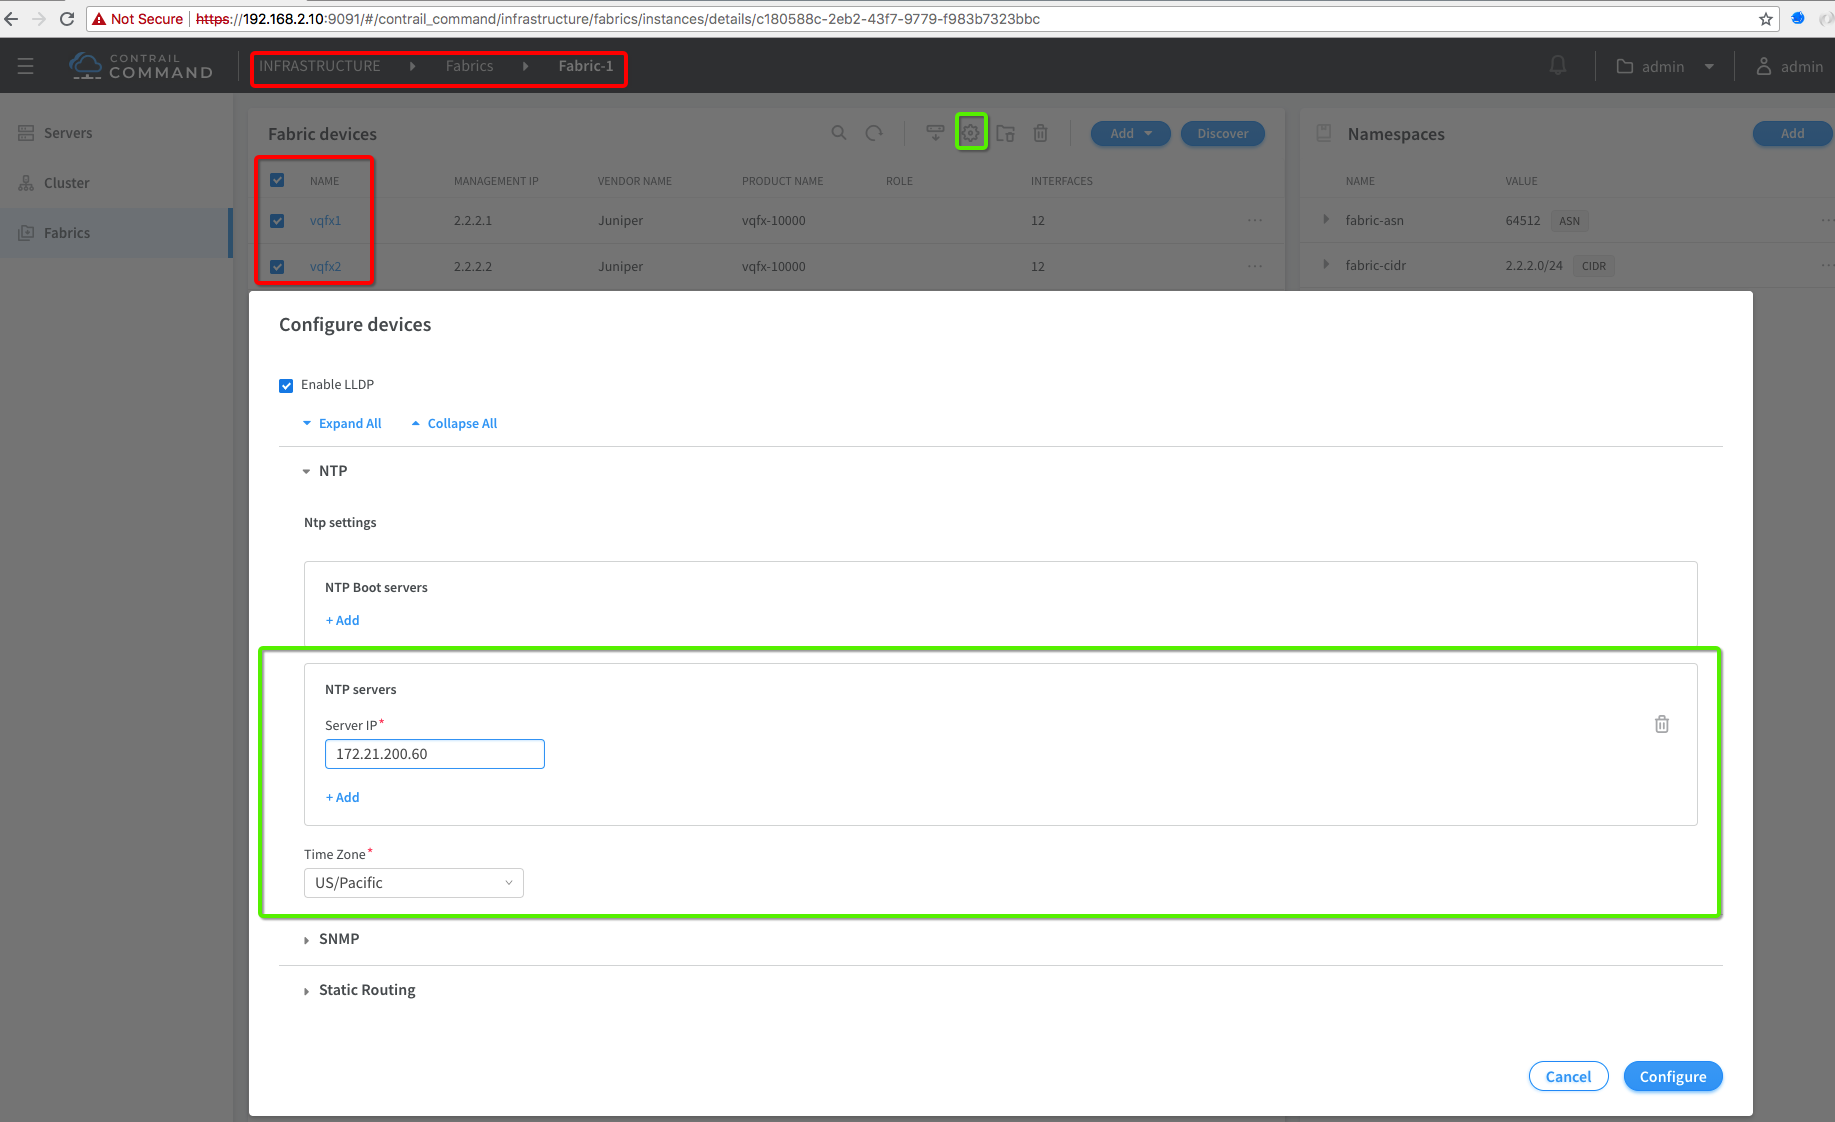 Not Secure https://192.168.2.10:9091/#/contrail_command/infrastructure/fabrics/instances/details/c180588c-2eb2-43f7-9779-f983b7323bbc
CONTRAIL
COMMAND
INFRASTRUCTURE Fabrics Fabric-1
admin admin
Servers
Cluster
Fabrics
Fabric devices
Add Discover
NAME MANAGEMENT IP VENDOR NAME PRODUCT NAME ROLE INTERFACES
vqfx1 2.2.2.1 Juniper vqfx-10000 12 ...
vqfx2 2.2.2.2 Juniper vqfx-10000 12 ...
Namespaces Add
NAME VALUE
fabric-asn 64512 ASN ...
fabric-cidr 2.2.2.0/24 CIDR ...
Configure devices
Enable LLDP
Expand All Collapse All
NTP
Ntp settings
NTP Boot servers
+ Add
NTP servers
Server IP*
172.21.200.60
+ Add
Time Zone*
US/Pacific
SNMP
Static Routing
Cancel Configure